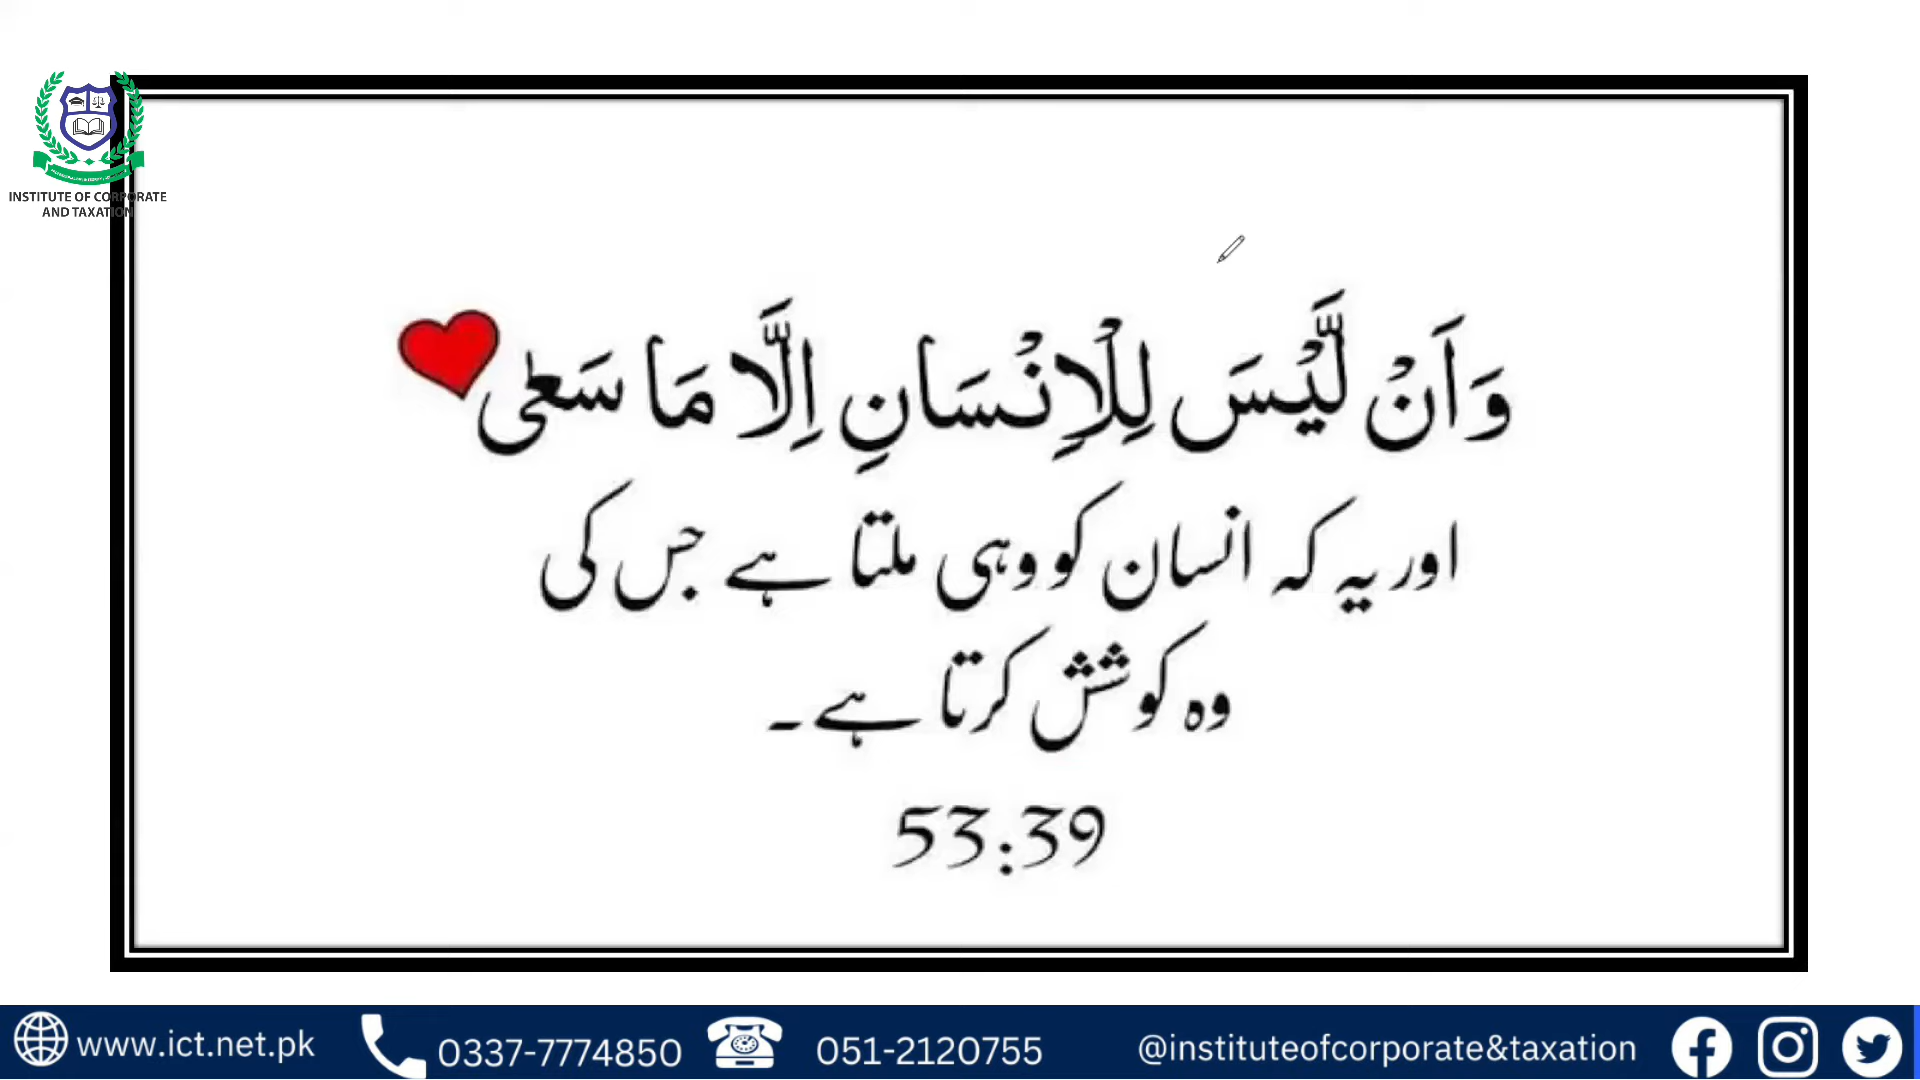 INSTITUTE OF CORPORATE
AND TAXATION
وَاَنْ لَّيْسَ لِلْاِنْسَانِ اِلَّا مَا سَعٰى
اور یہ کہ انسان کو وہی ملتا ہے جس کی
وہ کوشش کرتا ہے۔
53:39
www.ict.net.pk 0337-7774850 051-2120755 @instituteofcorporate&taxation